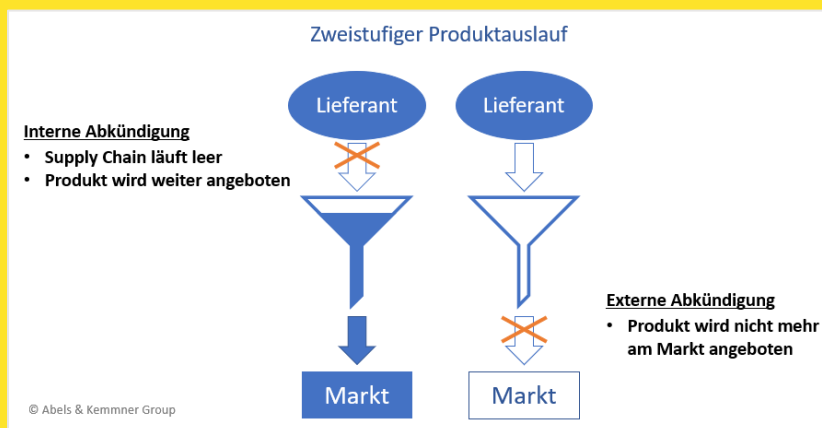 Zweistufiger Produktauslauf
Lieferant
Lieferant
Interne Abkündigung
• Supply Chain läuft leer
• Produkt wird weiter angeboten
Externe Abkündigung
• Produkt wird nicht mehr
am Markt angeboten
Markt
Markt
© Abels & Kemmner Group